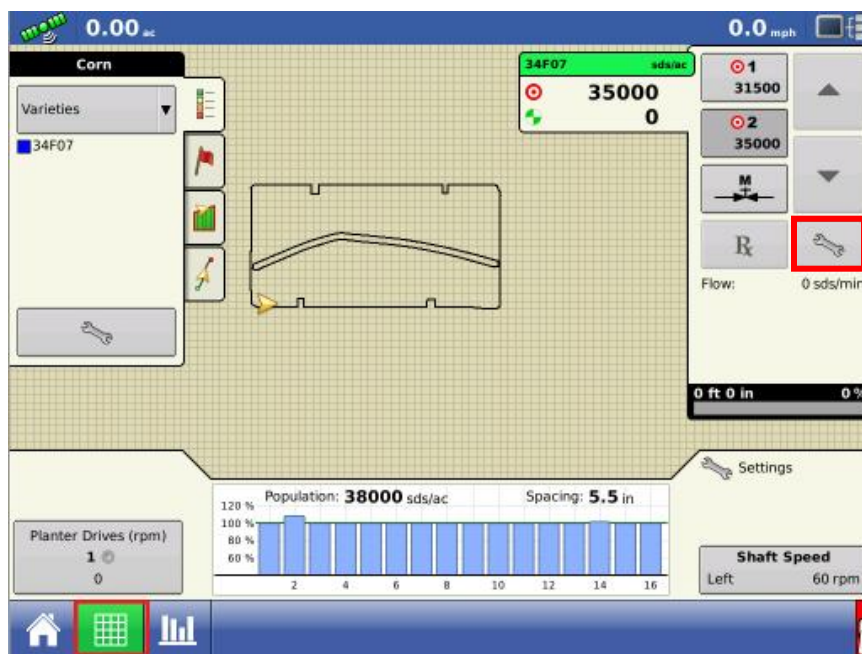 0.00 ac
0.0 mph
Corn
Varieties
34F07
34F07 sds/ac
35000
0
1
31500
2
35000
M
Rx
Flow: 0 sds/min
0 ft 0 in 0 %
Settings
Population: 38000 sds/ac Spacing: 5.5 in
120 %
100 %
80 %
60 %
2 4 6 8 10 12 14 16
Planter Drives (rpm)
1
0
Shaft Speed
Left 60 rpm